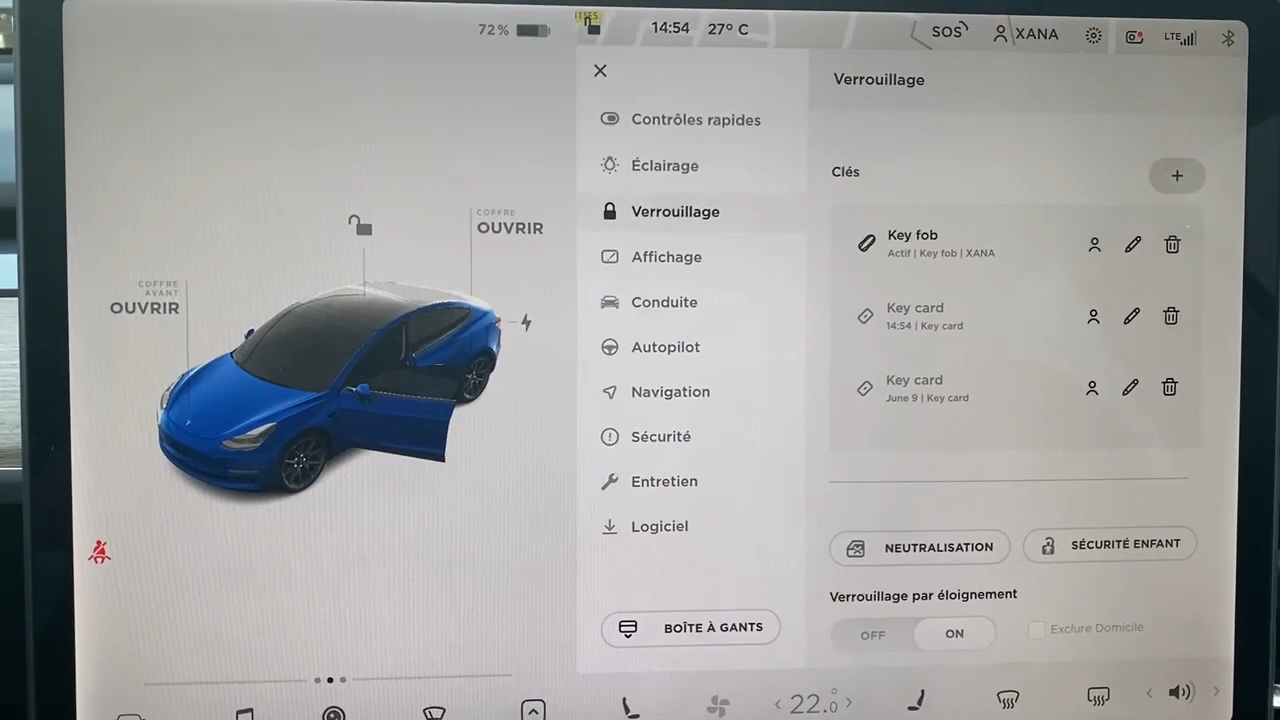 72%
14:54
27° C
SOS
XANA
LTE
Verrouillage
Contrôles rapides
Éclairage
Verrouillage
Affichage
Conduite
Autopilot
Navigation
Sécurité
Entretien
Logiciel
BOÎTE À GANTS
COFFRE
OUVRIR
COFFRE
AVANT
OUVRIR
Clés
+
Key fob
Actif | Key fob | XANA
Key card
14:54 | Key card
Key card
June 9 | Key card
NEUTRALISATION
SÉCURITÉ ENFANT
Verrouillage par éloignement
OFF
ON
Exclure Domicile
22.0